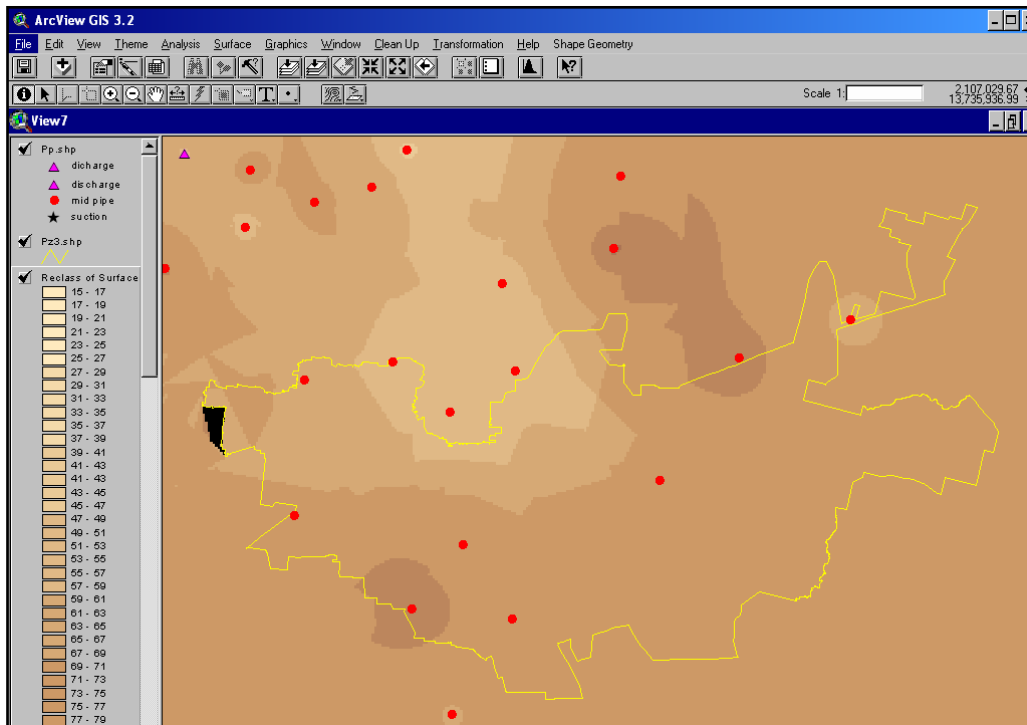 ArcView GIS 3.2
File Edit View Theme Analysis Surface Graphics Window Clean Up Transformation Help Shape Geometry
Scale 1: 2,107,029.67
13,735,936.99
View7
Pp.shp
dicharge
discharge
mid pipe
suction
Pz3.shp
Reclass of Surface
15 - 17
17 - 19
19 - 21
21 - 23
23 - 25
25 - 27
27 - 29
29 - 31
31 - 33
33 - 35
35 - 37
37 - 39
39 - 41
41 - 43
43 - 45
45 - 47
47 - 49
49 - 51
51 - 53
53 - 55
55 - 57
57 - 59
59 - 61
61 - 63
63 - 65
65 - 67
67 - 69
69 - 71
71 - 73
73 - 75
75 - 77
77 - 79